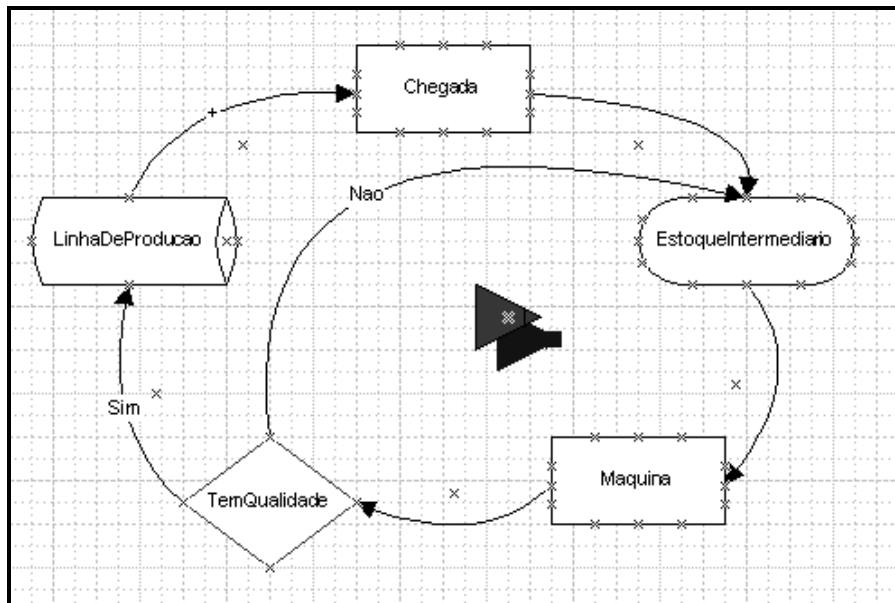 Chegada
Nao
LinhaDeProducao
EstoqueIntermediario
Sim
Maquina
TemQualidade